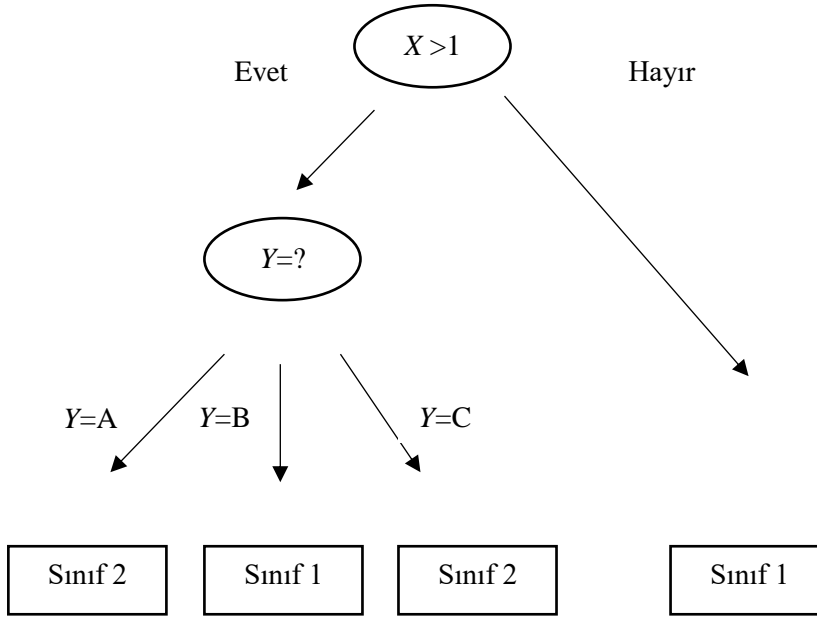 X >1
Evet
Hayır
Y=?
Y=A
Y=B
Y=C
Sınıf 2
Sınıf 1
Sınıf 2
Sınıf 1